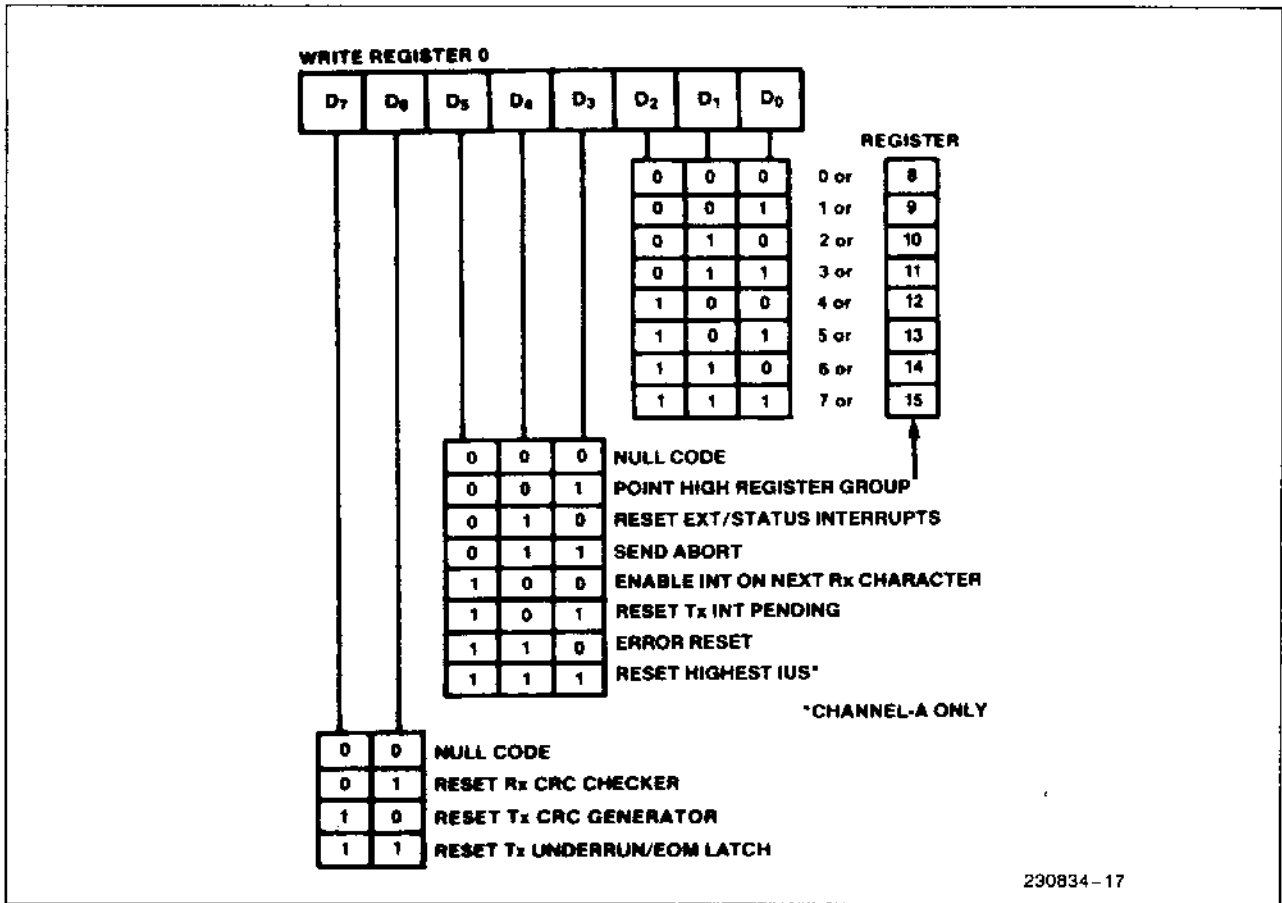 WRITE REGISTER 0
D7 D6 D5 D4 D3 D2 D1 D0
REGISTER
0 0 0 0 or 8
0 0 1 1 or 9
0 1 0 2 or 10
0 1 1 3 or 11
1 0 0 4 or 12
1 0 1 5 or 13
1 1 0 6 or 14
1 1 1 7 or 15
0 0 0 NULL CODE
0 0 1 POINT HIGH REGISTER GROUP
0 1 0 RESET EXT/STATUS INTERRUPTS
0 1 1 SEND ABORT
1 0 0 ENABLE INT ON NEXT Rx CHARACTER
1 0 1 RESET Tx INT PENDING
1 1 0 ERROR RESET
1 1 1 RESET HIGHEST IUS*
*CHANNEL-A ONLY
0 0 NULL CODE
0 1 RESET Rx CRC CHECKER
1 0 RESET Tx CRC GENERATOR
1 1 RESET Tx UNDERRUN/EOM LATCH
230834-17